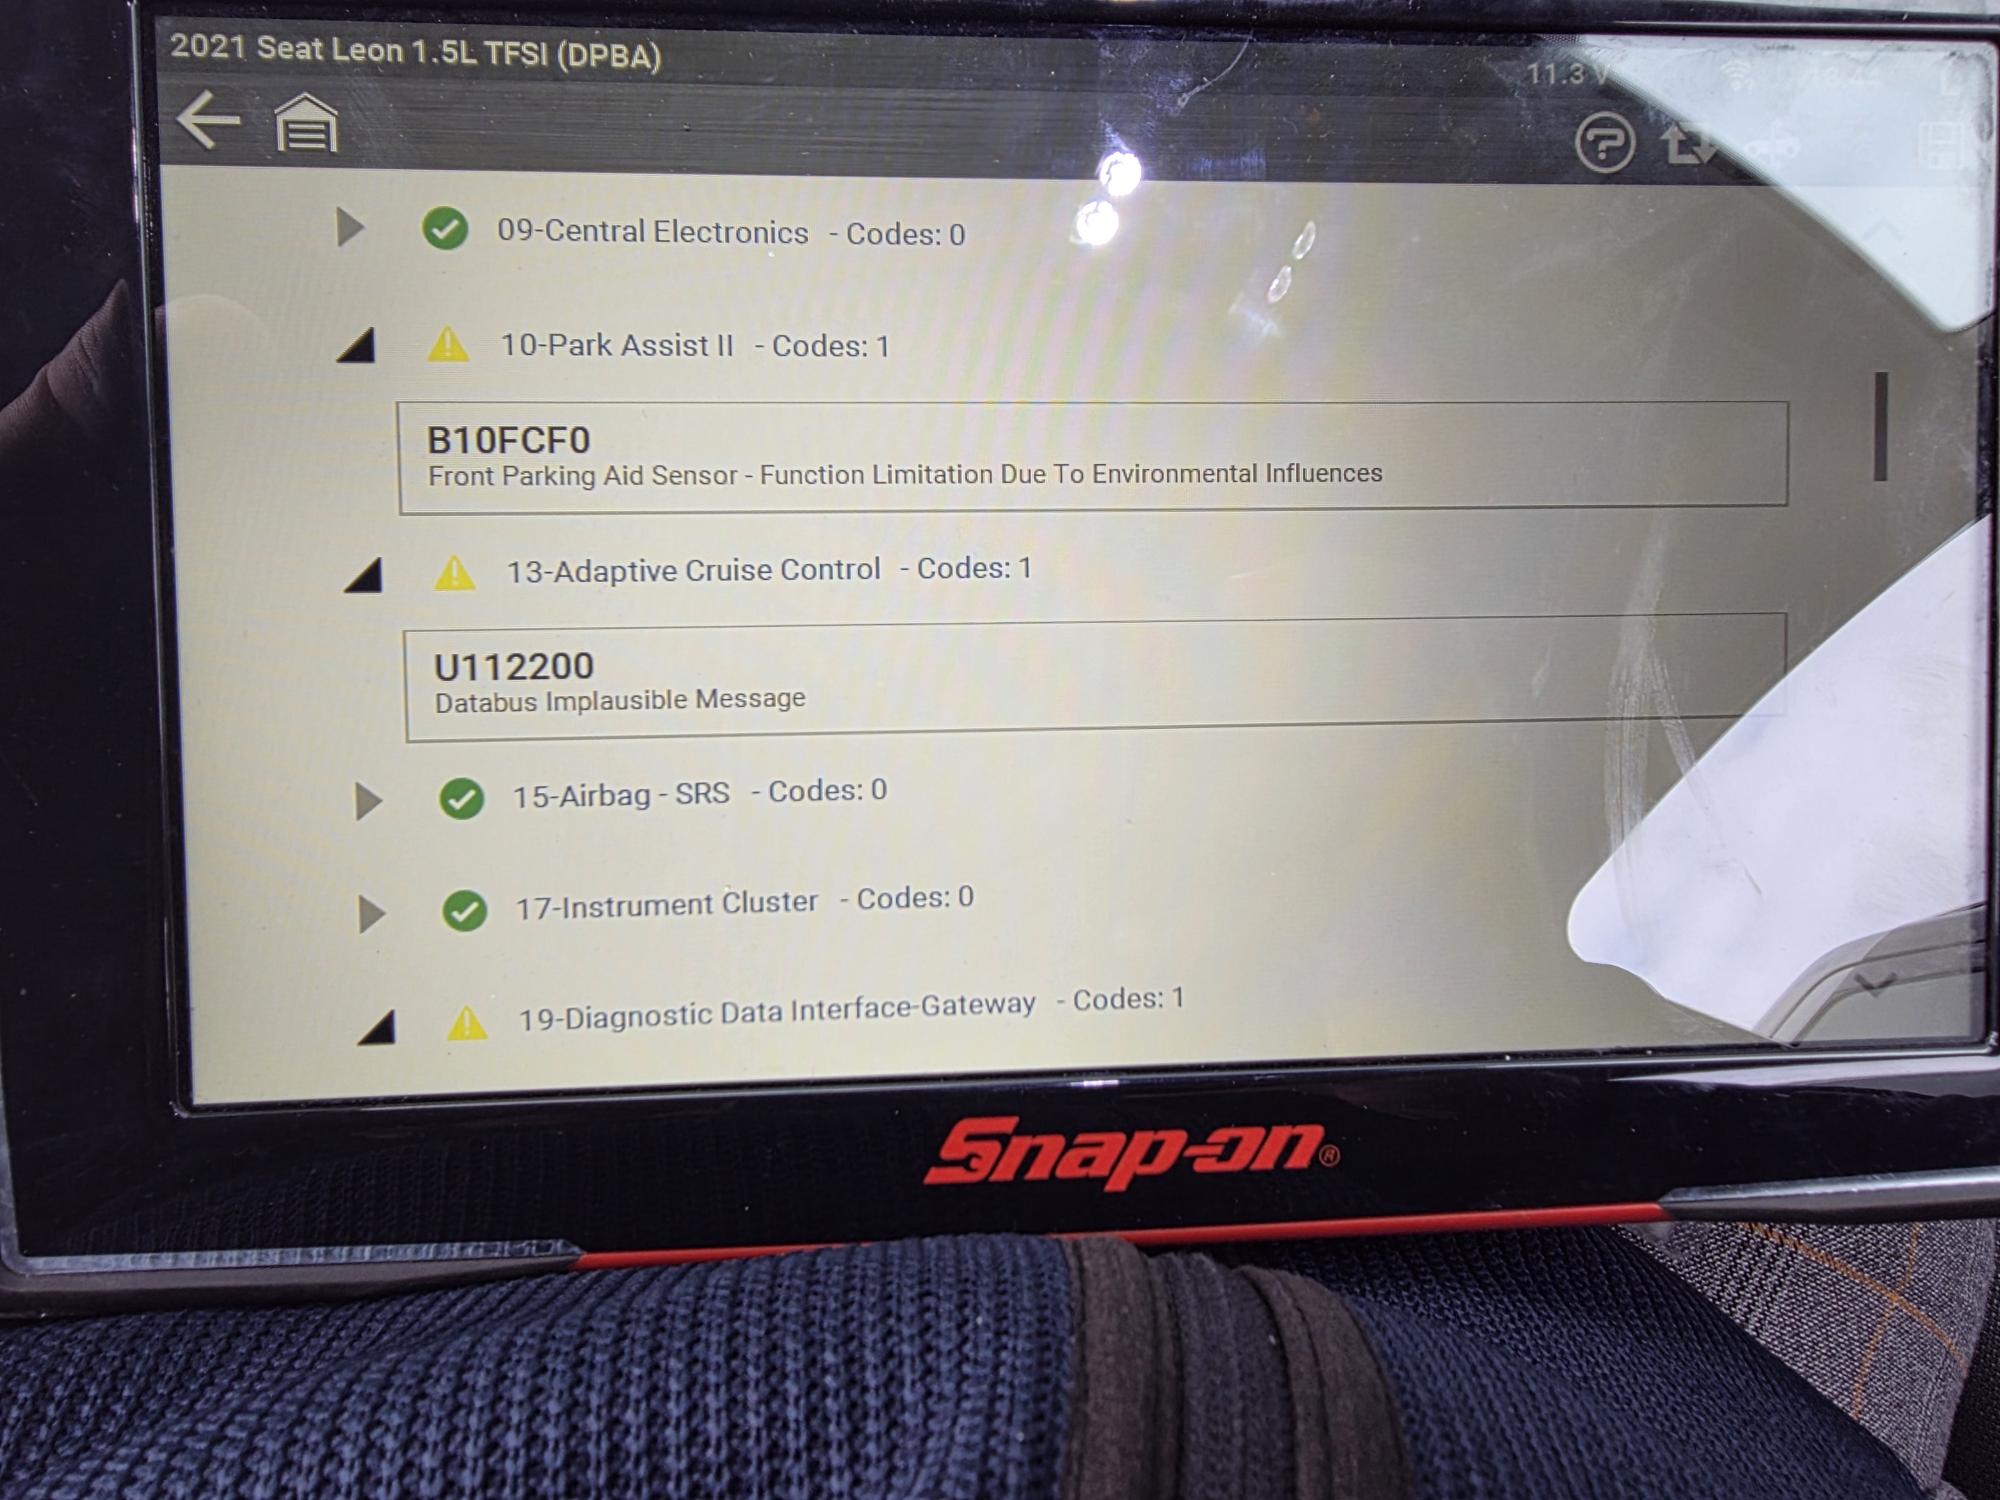 2021 Seat Leon 1.5L TFSI (DPBA)
11.3 V
09-Central Electronics - Codes: 0
10-Park Assist II - Codes: 1
B10FCF0
Front Parking Aid Sensor - Function Limitation Due To Environmental Influences
13-Adaptive Cruise Control - Codes: 1
U112200
Databus Implausible Message
15-Airbag - SRS - Codes: 0
17-Instrument Cluster - Codes: 0
19-Diagnostic Data Interface-Gateway - Codes: 1
Snap-on®